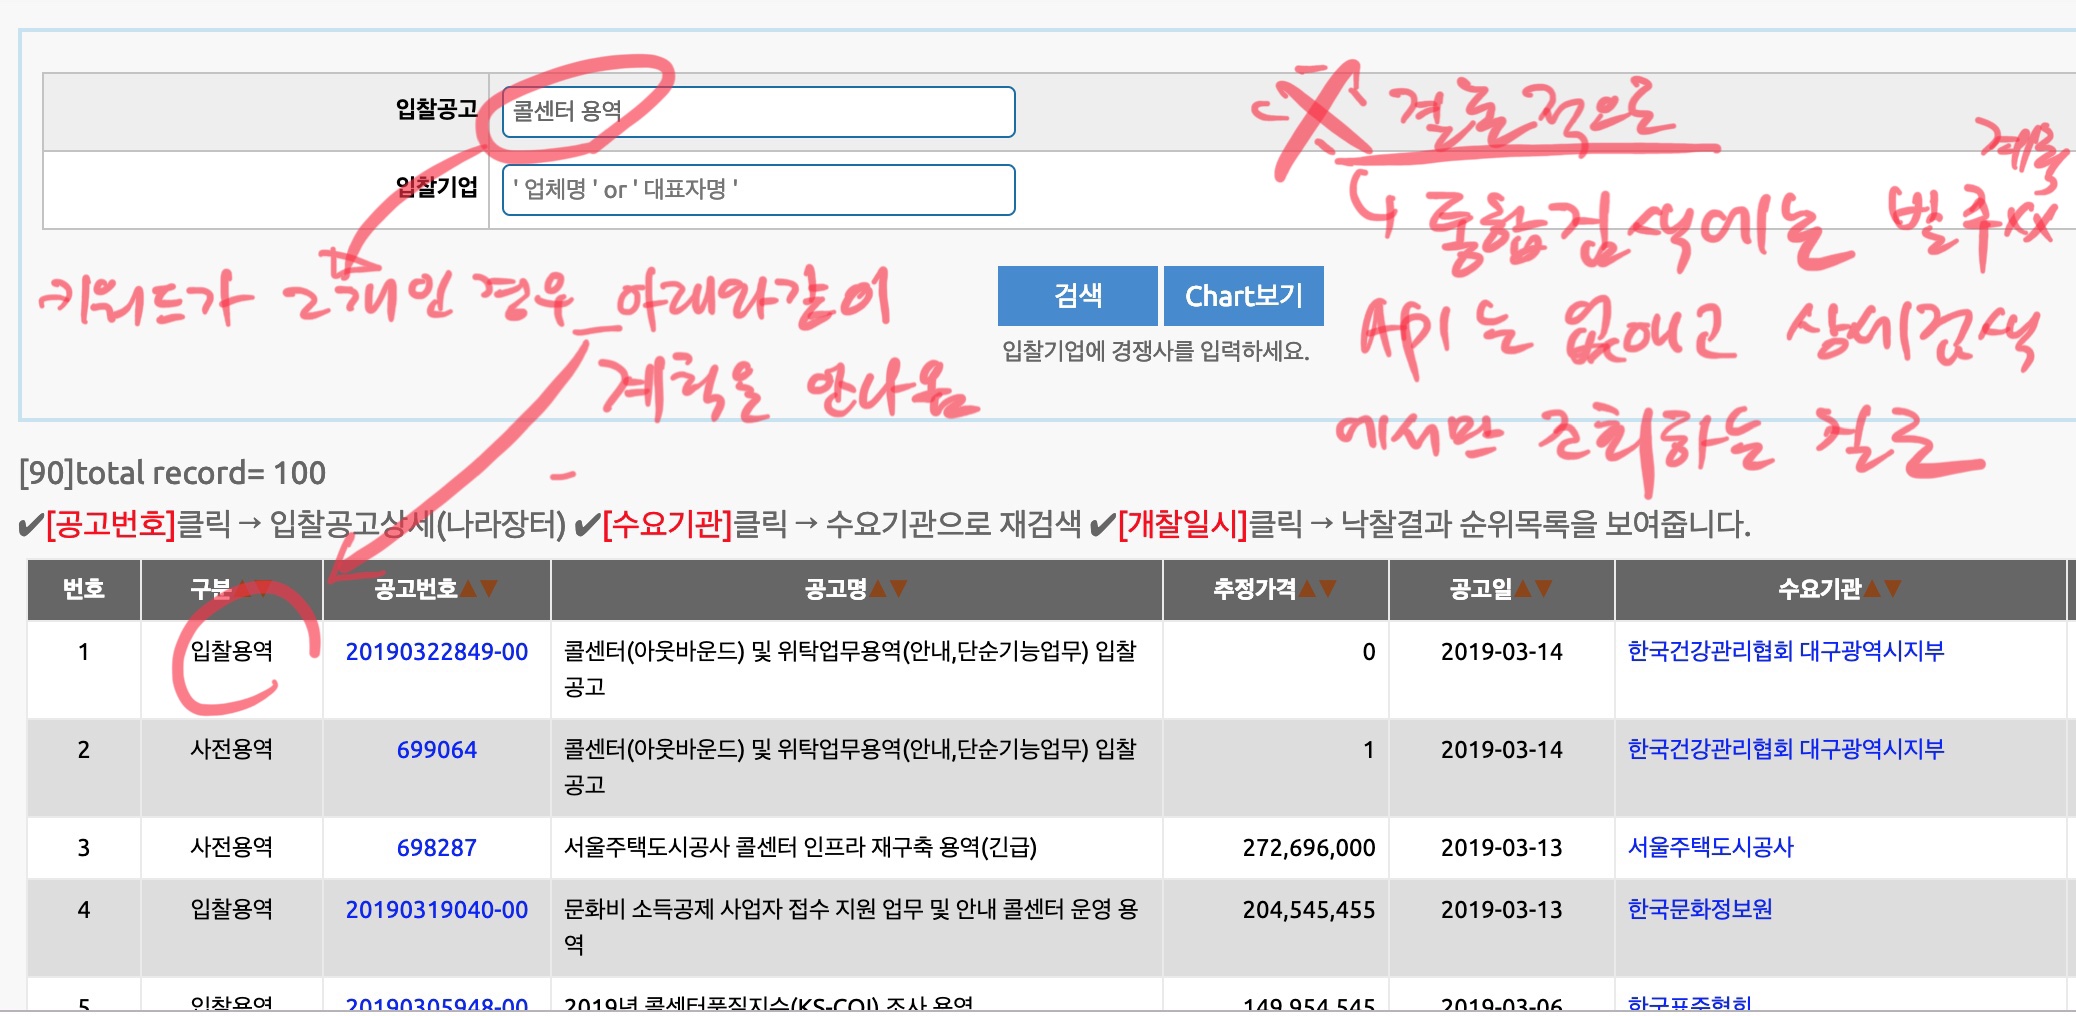 입찰공고 콜센터 용역
입찰기업 ' 업체명 ' or ' 대표자명 '
검색 Chart보기
입찰기업에 경쟁사를 입력하세요.
키워드가 2개인 경우 아래와같이
계획은 안나옴
결론적으로
계획
통합검색에는 발주
Api는 없애고 상세검색
에서만 조회하는 걸로
[90]total record= 100
✔[공고번호]클릭 → 입찰공고상세(나라장터) ✔[수요기관]클릭 → 수요기관으로 재검색 ✔[개찰일시]클릭 → 낙찰결과 순위목록을 보여줍니다.
번호 구분▲▼ 공고번호▲▼ 공고명▲▼ 추정가격▲▼ 공고일▲▼ 수요기관▲▼
1 입찰용역 20190322849-00 콜센터(아웃바운드) 및 위탁업무용역(안내,단순기능업무) 입찰 0 2019-03-14 한국건강관리협회 대구광역시지부
공고
2 사전용역 699064 콜센터(아웃바운드) 및 위탁업무용역(안내,단순기능업무) 입찰 1 2019-03-14 한국건강관리협회 대구광역시지부
공고
3 사전용역 698287 서울주택도시공사 콜센터 인프라 재구축 용역(긴급) 272,696,000 2019-03-13 서울주택도시공사
4 입찰용역 20190319040-00 문화비 소득공제 사업자 접수 지원 업무 및 안내 콜센터 운영 용 204,545,455 2019-03-13 한국문화정보원
역
5 입찰용역 20190305948-00 2019년 콜센터품질지수(KS-CQI) 조사 용역 149,954,545 2019-03-06 한국표준협회